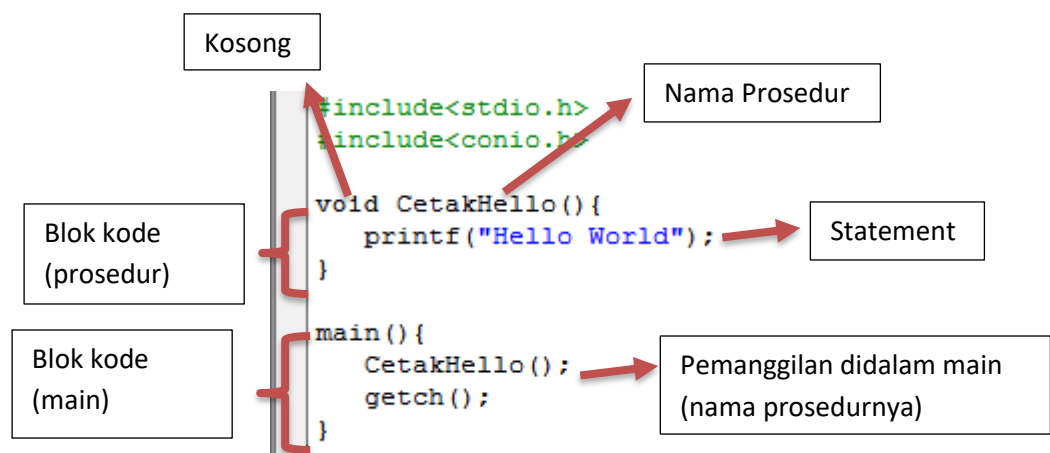 Kosong
Nama Prosedur
#include<stdio.h>
#include<conio.h>
void CetakHello(){
Blok kode
(prosedur)
printf("Hello World");
Statement
}
main(){
Blok kode
(main)
CetakHello();
Pemanggilan didalam main
(nama prosedurnya)
getch();
}